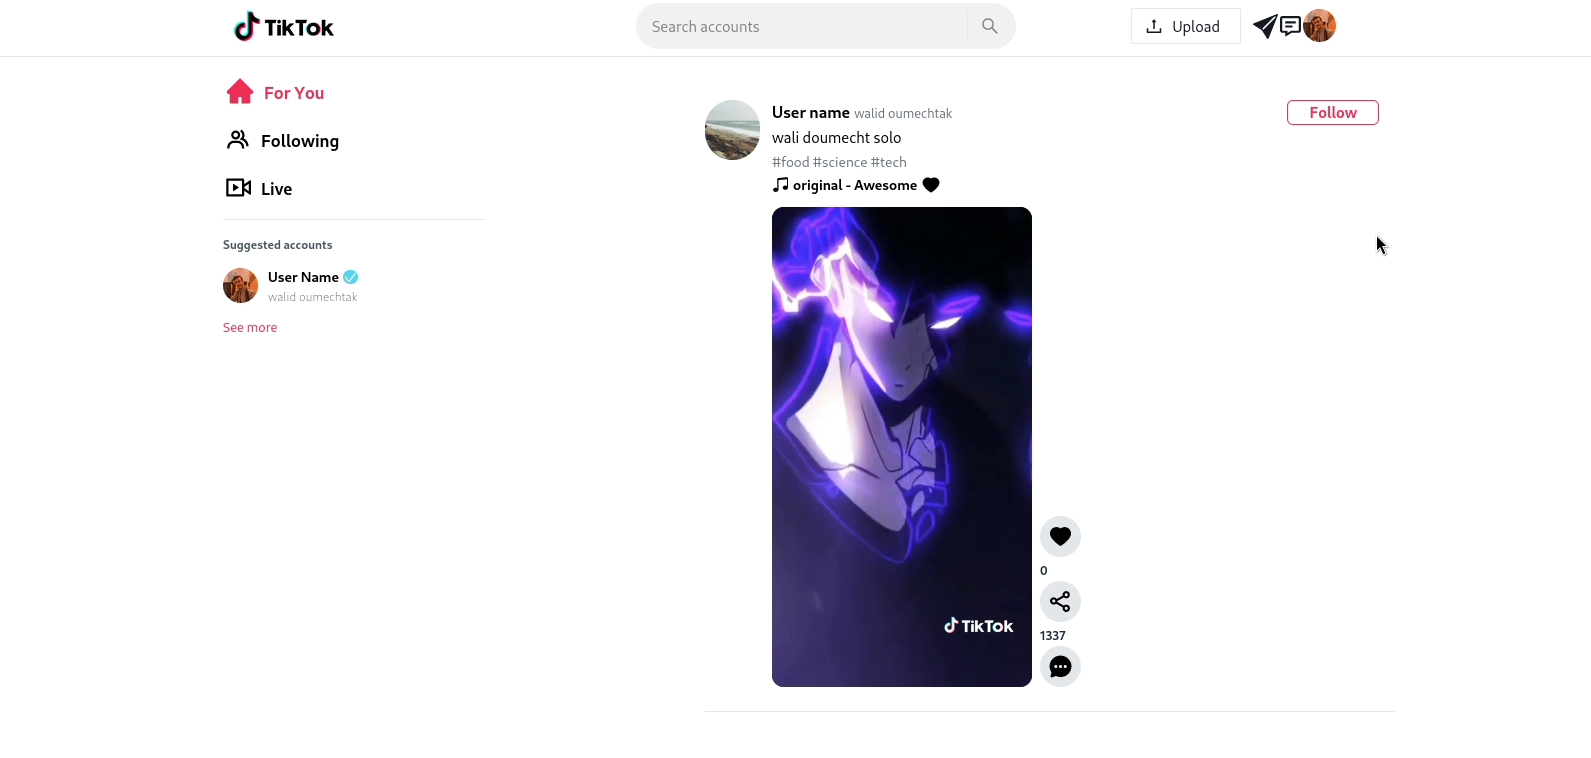 TikTok
Search accounts
Upload
For You
Following
Live
Suggested accounts
User Name
walid oumechtak
See more
User name walid oumechtak
Follow
wali doumecht solo
#food #science #tech
original - Awesome
TikTok
0
1337